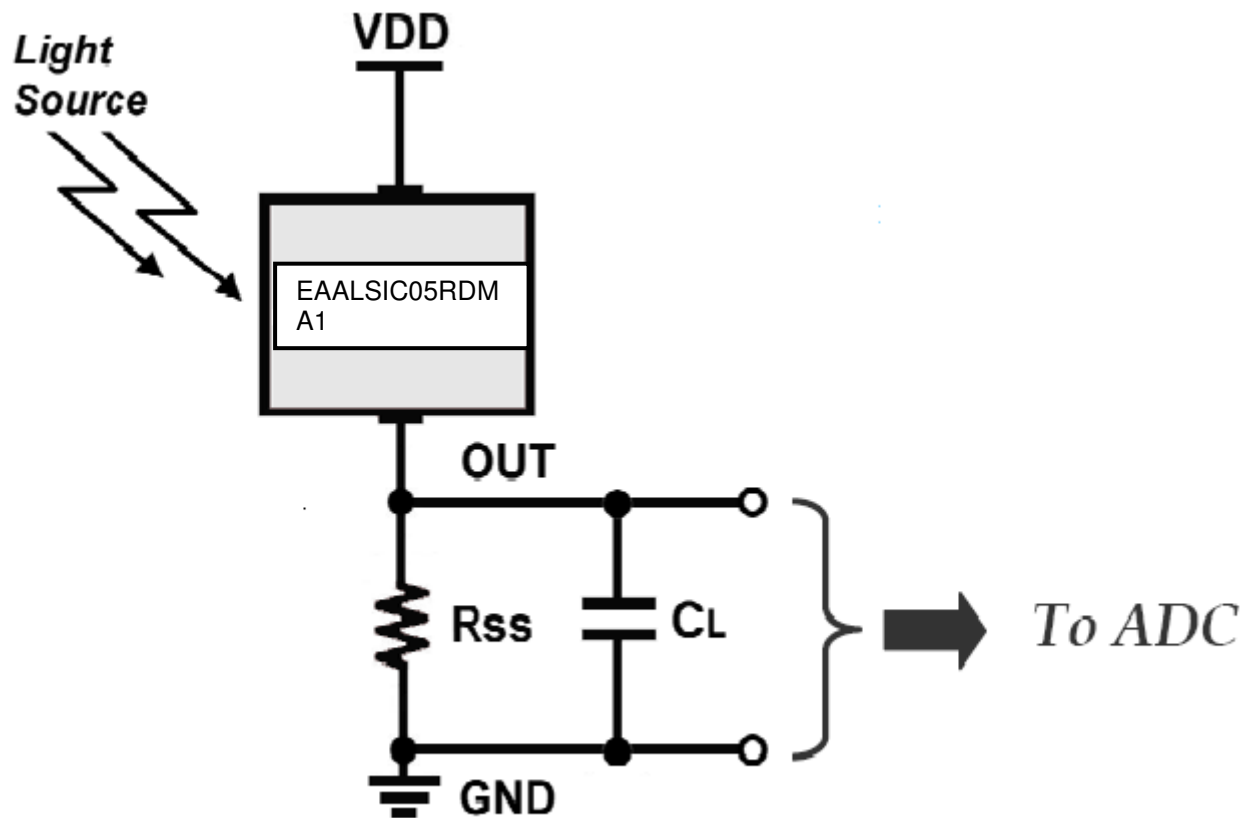 VDD
Light
Source
EAALSIC05RDM
A1
OUT
Rss
CL
To ADC
GND